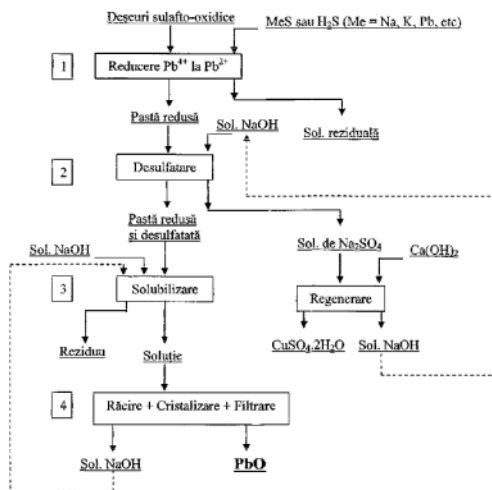 Deșeuri sulafto-oxidice
MeS sau H₂S (Me = Na, K, Pb, etc)
1
Reducere Pb⁴⁺ la Pb²⁺
Pastă redusă
Sol. NaOH
Sol. reziduală
2
Desulfatare
Pastă redusă
și desulfatată
Sol. de Na₂SO₄
Ca(OH)₂
Sol. NaOH
3
Solubilizare
Regenerare
Reziduu
Soluție
CuSO₄.2H₂O
Sol. NaOH
4
Răcire + Cristalizare + Filtrare
Sol. NaOH
PbO